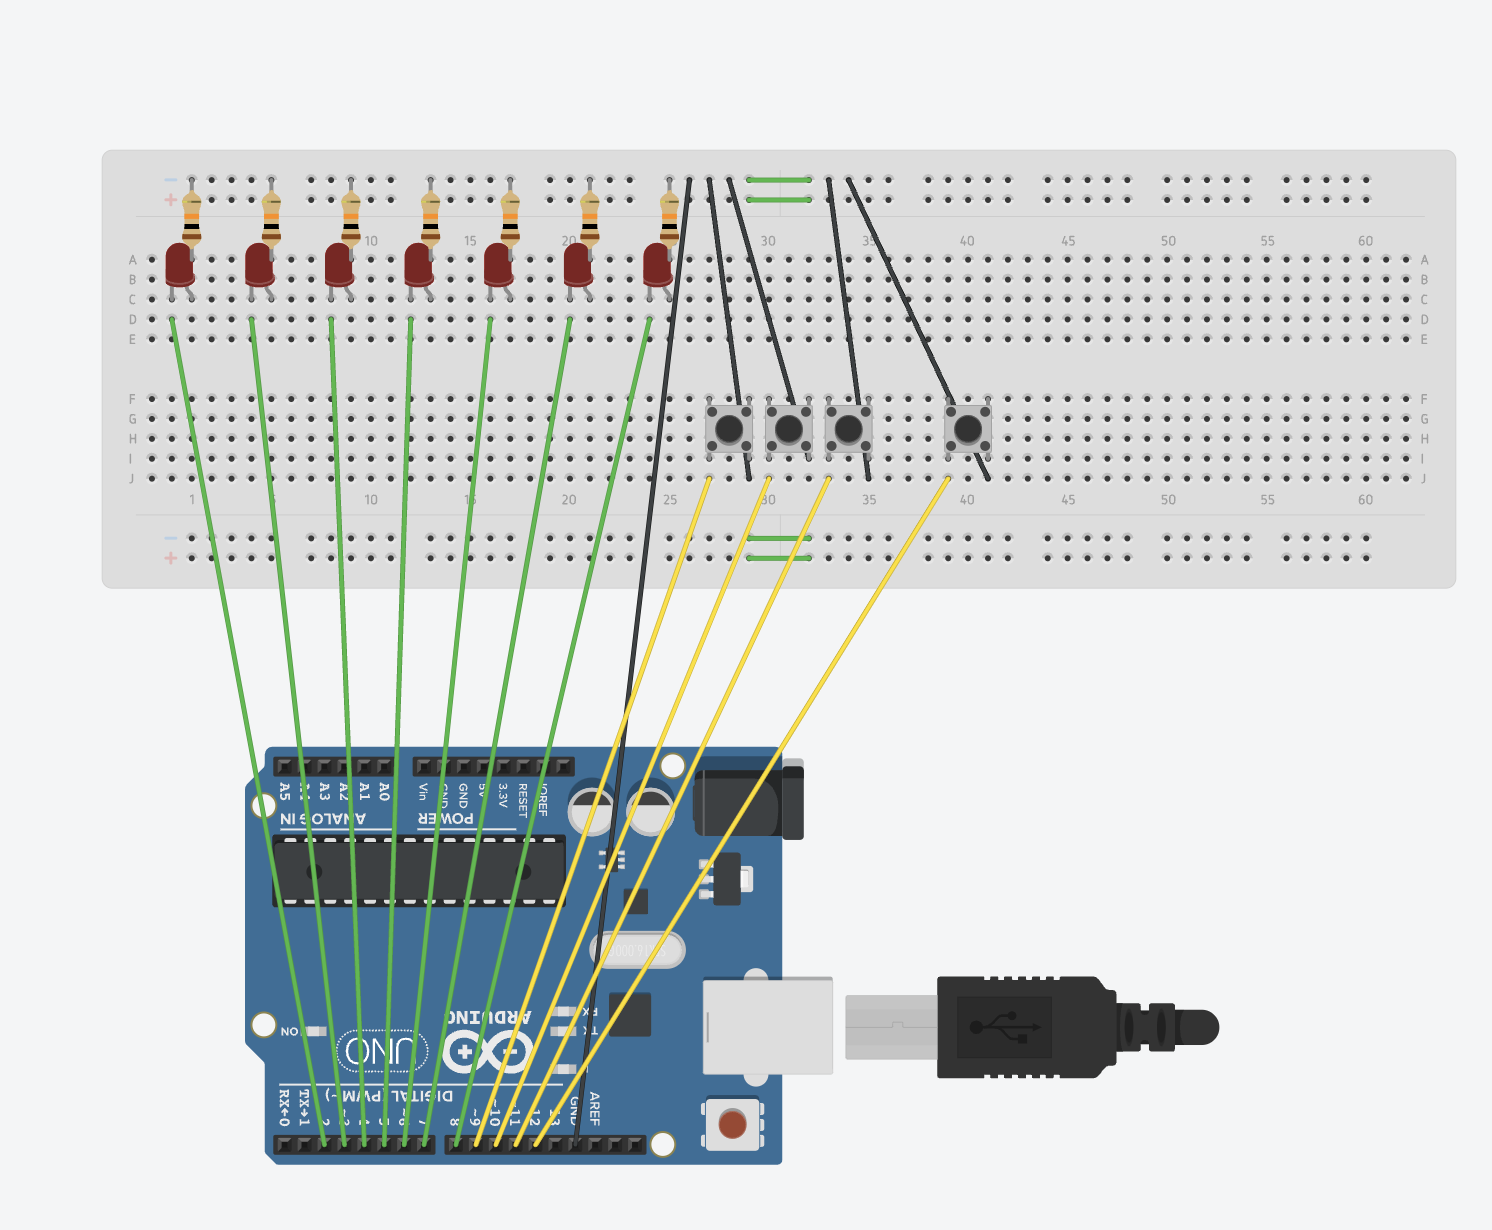 − −
+ +
10 15 20 30 35 40 45 50 55 60
A A
B B
C C
D D
E E
F F
G G
H H
I I
J J
1 5 10 15 20 25 30 35 40 45 50 55 60
− −
+ +
A5 A4 A3 A2 A1 A0 Vin GND GND 5V 3.3V RESET IOREF
ANALOG IN POWER
ARDUINO RX
ON TX
UNO L
DIGITAL (PWM~)
RX←0 TX→1 2 ~3 4 5 ~6 7 8 ~9 ~10 ~11 12 13 GND AREF